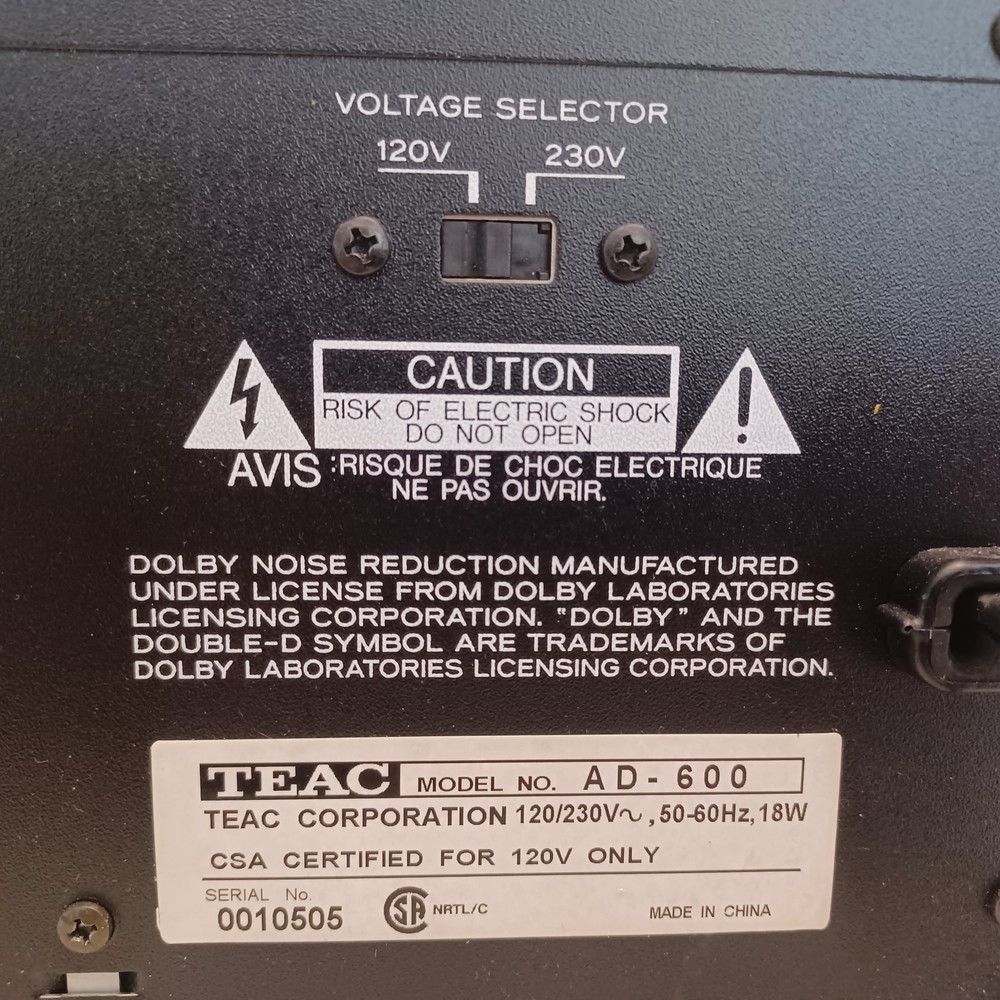 VOLTAGE SELECTOR
120V 230V
CAUTION
RISK OF ELECTRIC SHOCK
DO NOT OPEN
AVIS :RISQUE DE CHOC ELECTRIQUE
NE PAS OUVRIR.
DOLBY NOISE REDUCTION MANUFACTURED
UNDER LICENSE FROM DOLBY LABORATORIES
LICENSING CORPORATION. "DOLBY" AND THE
DOUBLE-D SYMBOL ARE TRADEMARKS OF
DOLBY LABORATORIES LICENSING CORPORATION.
TEAC MODEL NO. AD-600
TEAC CORPORATION 120/230V∿, 50-60Hz, 18W
CSA CERTIFIED FOR 120V ONLY
SERIAL No.
0010505
SA NRTL/C
MADE IN CHINA